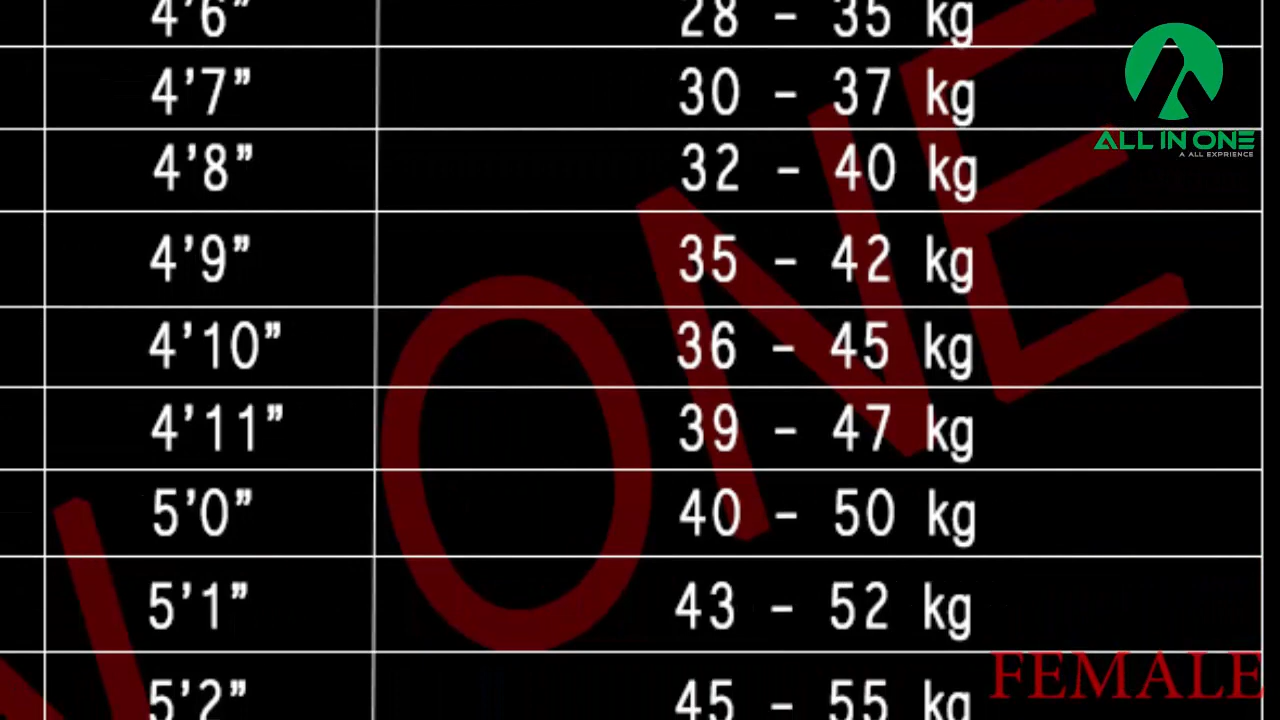 4'6” 28 - 35 kg
4'7” 30 - 37 kg
4'8” 32 - 40 kg
4'9” 35 - 42 kg
4'10” 36 - 45 kg
4'11” 39 - 47 kg
5'0” 40 - 50 kg
5'1” 43 - 52 kg
5'2” 45 - 55 kg
ALL IN ONE
A ALL EXPRIENCE
N ONE
FEMALE